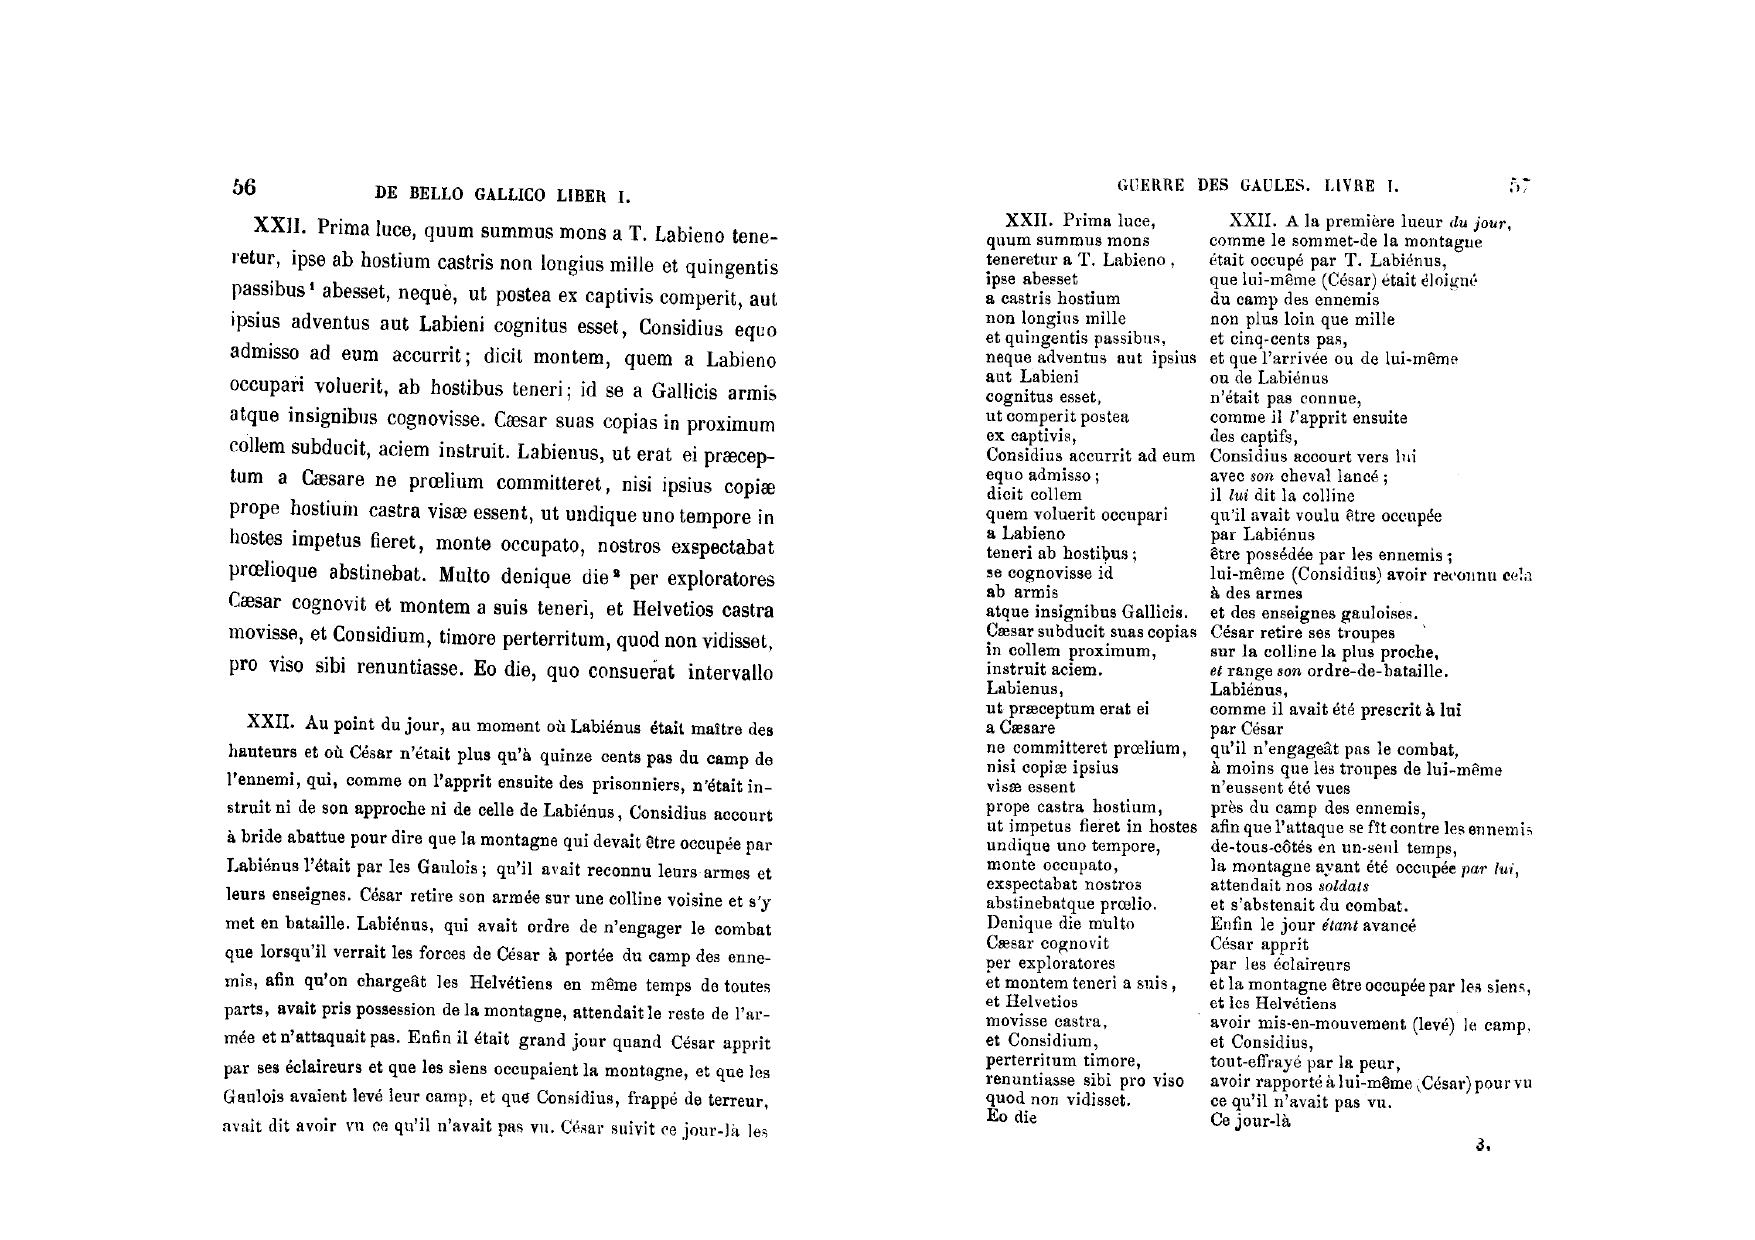 56
DE BELLO GALLICO LIBER I.
XXII. Prima luce, quum summus mons a T. Labieno tene-
retur, ipse ab hostium castris non longius mille et quingentis
passibus¹ abesset, neque, ut postea ex captivis comperit, aut
ipsius adventus aut Labieni cognitus esset, Considius equo
admisso ad eum accurrit; dicit montem, quem a Labieno
occupari voluerit, ab hostibus teneri; id se a Gallicis armis
atque insignibus cognovisse. Cæsar suas copias in proximum
collem subducit, aciem instruit. Labienus, ut erat ei præcep-
tum a Cæsare ne prœlium committeret, nisi ipsius copiæ
prope hostium castra visæ essent, ut undique uno tempore in
hostes impetus fieret, monte occupato, nostros exspectabat
prœlioque abstinebat. Multo denique die² per exploratores
Cæsar cognovit et montem a suis teneri, et Helvetios castra
movisse, et Considium, timore perterritum, quod non vidisset,
pro viso sibi renuntiasse. Eo die, quo consuerat intervallo
XXII. Au point du jour, au moment où Labiénus était maître des
hauteurs et où César n'était plus qu'à quinze cents pas du camp de
l'ennemi, qui, comme on l'apprit ensuite des prisonniers, n'était in-
struit ni de son approche ni de celle de Labiénus, Considius accourt
à bride abattue pour dire que la montagne qui devait être occupée par
Labiénus l'était par les Gaulois; qu'il avait reconnu leurs armes et
leurs enseignes. César retire son armée sur une colline voisine et s'y
met en bataille. Labiénus, qui avait ordre de n'engager le combat
que lorsqu'il verrait les forces de César à portée du camp des enne-
mis, afin qu'on chargeât les Helvétiens en même temps de toutes
parts, avait pris possession de la montagne, attendait le reste de l'ar-
mée et n'attaquait pas. Enfin il était grand jour quand César apprit
par ses éclaireurs et que les siens occupaient la montagne, et que les
Gaulois avaient levé leur camp, et que Considius, frappé de terreur,
avait dit avoir vu ce qu'il n'avait pas vu. César suivit ce jour-là les
GUERRE DES GAULES. LIVRE I.
57
XXII. Prima luce,
quum summus mons
teneretur a T. Labieno,
ipse abesset
a castris hostium
non longius mille
et quingentis passibus,
neque adventus aut ipsius
aut Labieni
cognitus esset,
ut comperit postea
ex captivis,
Considius accurrit ad eum
equo admisso;
dicit collem
quem voluerit occupari
a Labieno
teneri ab hostibus;
se cognovisse id
ab armis
atque insignibus Gallicis.
Cæsar subducit suas copias
in collem proximum,
instruit aciem.
Labienus,
ut præceptum erat ei
a Cæsare
ne committeret prœlium,
nisi copiæ ipsius
visæ essent
prope castra hostium,
ut impetus fieret in hostes
undique uno tempore,
monte occupato,
exspectabat nostros
abstinebatque prœlio.
Denique die multo
Cæsar cognovit
per exploratores
et montem teneri a suis,
et Helvetios
movisse castra,
et Considium,
perterritum timore,
renuntiasse sibi pro viso
quod non vidisset.
Eo die
XXII. A la première lueur du jour,
comme le sommet-de la montagne
était occupé par T. Labiénus,
que lui-même (César) était éloigné
du camp des ennemis
non plus loin que mille
et cinq-cents pas,
et que l'arrivée ou de lui-même
ou de Labiénus
n'était pas connue,
comme il l'apprit ensuite
des captifs,
Considius accourt vers lui
avec son cheval lancé;
il lui dit la colline
qu'il avait voulu être occupée
par Labiénus
être possédée par les ennemis;
lui-même (Considius) avoir reconnu cela
à des armes
et des enseignes gauloises.
César retire ses troupes
sur la colline la plus proche,
et range son ordre-de-bataille.
Labiénus,
comme il avait été prescrit à lui
par César
qu'il n'engageât pas le combat,
à moins que les troupes de lui-même
n'eussent été vues
près du camp des ennemis,
afin que l'attaque se fît contre les ennemis
de-tous-côtés en un-seul temps,
la montagne ayant été occupée par lui,
attendait nos soldats
et s'abstenait du combat.
Enfin le jour étant avancé
César apprit
par les éclaireurs
et la montagne être occupée par les siens,
et les Helvétiens
avoir mis-en-mouvement (levé) le camp,
et Considius,
tout-effrayé par la peur,
avoir rapporté à lui-même (César) pour vu
ce qu'il n'avait pas vu.
Ce jour-là
3.